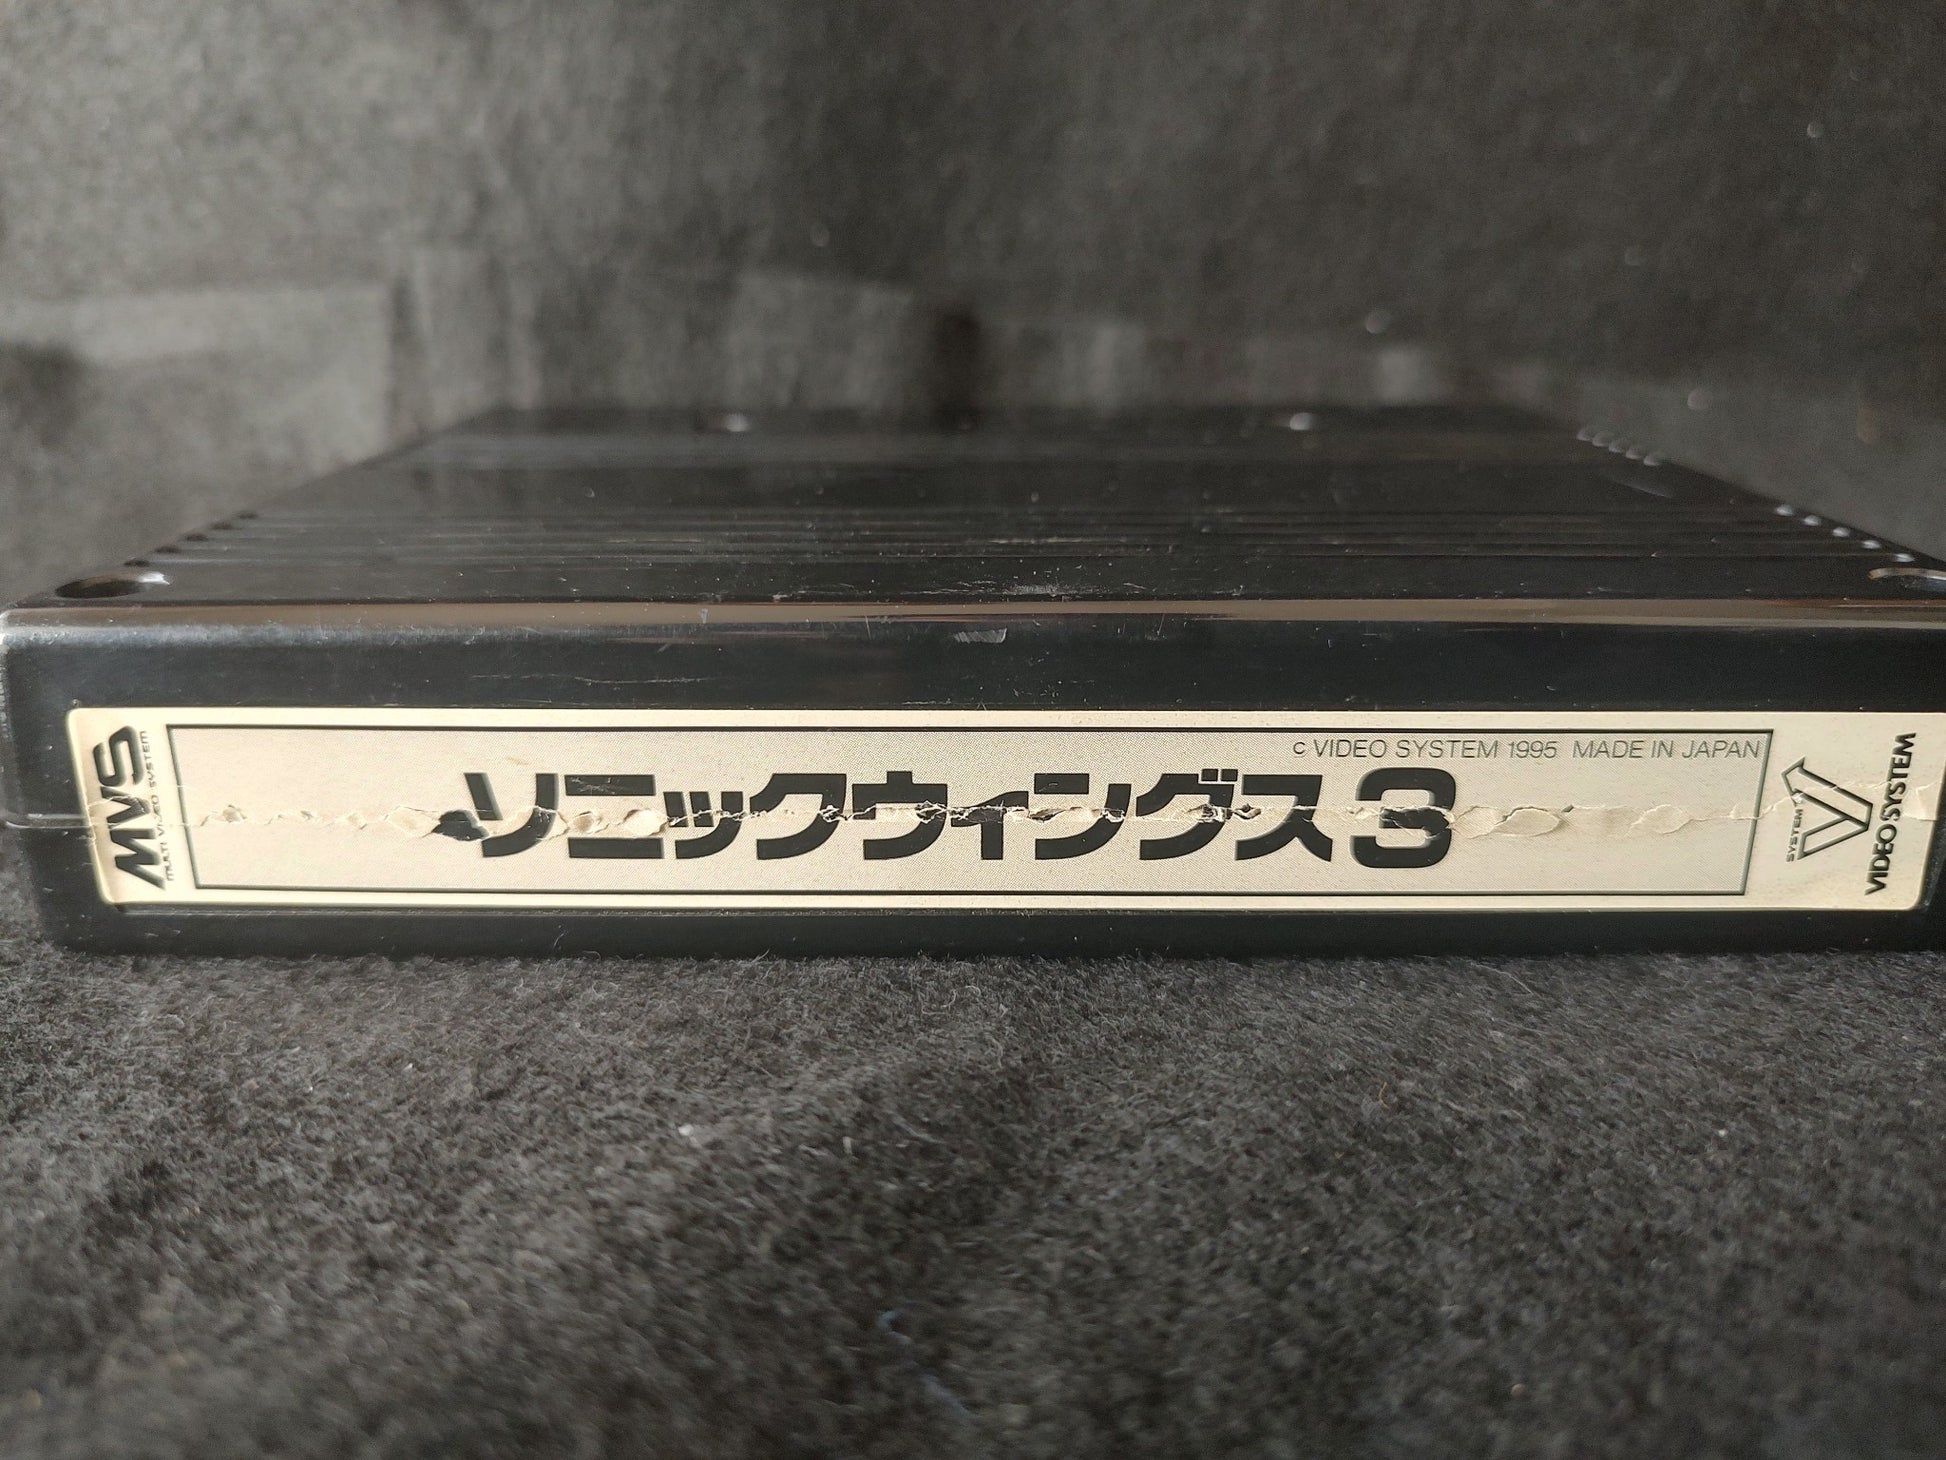 MVS
MULTI VIDEO SYSTEM
C VIDEO SYSTEM 1995 MADE IN JAPAN
ソニックウィングス3
SYSTEM
V
VIDEO SYSTEM